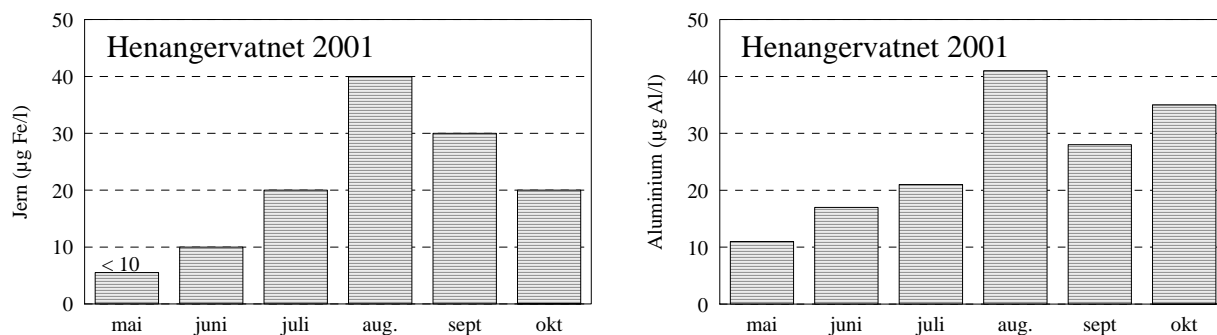 Henangervatnet 2001
Jern (µg Fe/l)
50
40
30
20
10
0
< 10
mai juni juli aug. sept okt
Henangervatnet 2001
Aluminium (µg Al/l)
50
40
30
20
10
0
mai juni juli aug. sept okt